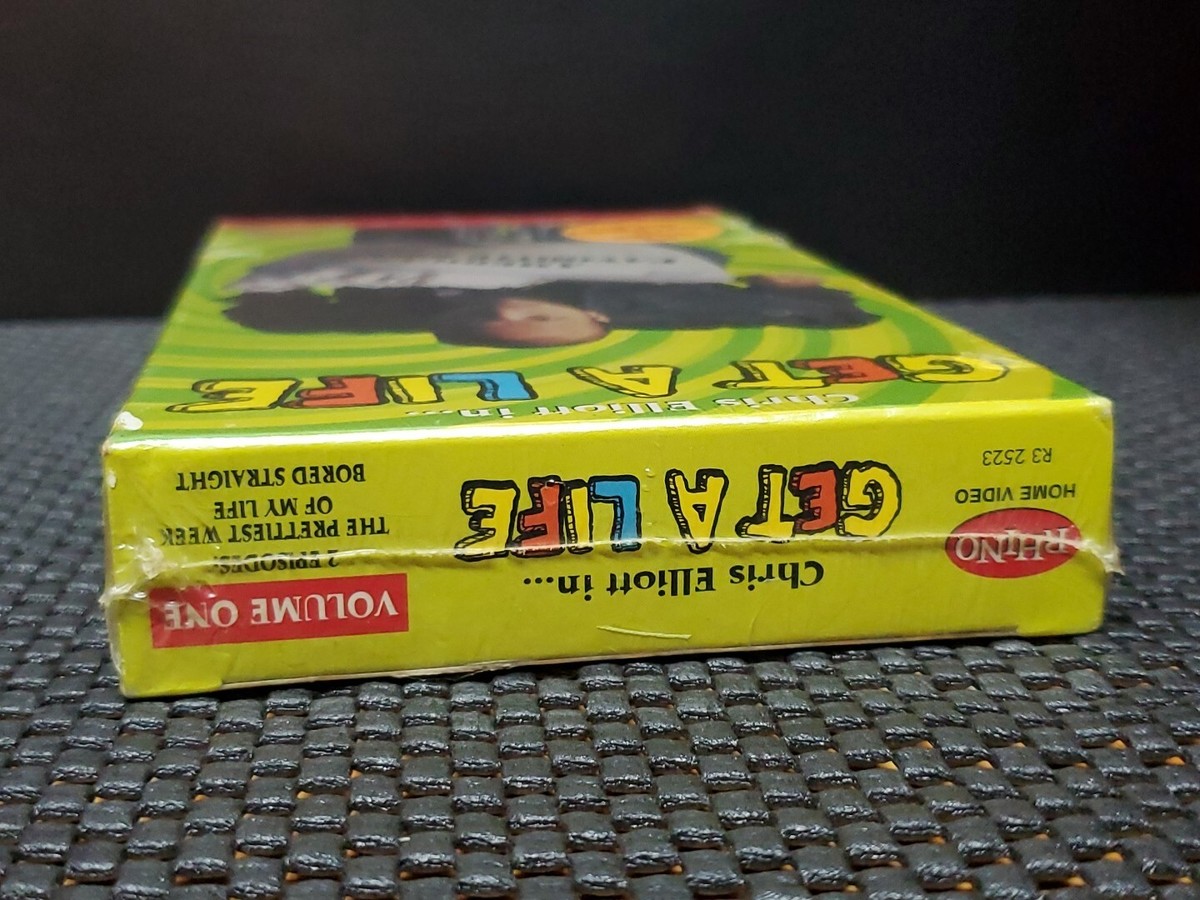 RHINO
HOME VIDEO
R3 2523
Chris Elliott in...
GET A LIFE
VOLUME ONE
2 EPISODES:
THE PRETTIEST WEEK
OF MY LIFE
BORED STRAIGHT
Chris Elliott in...
GET A LIFE